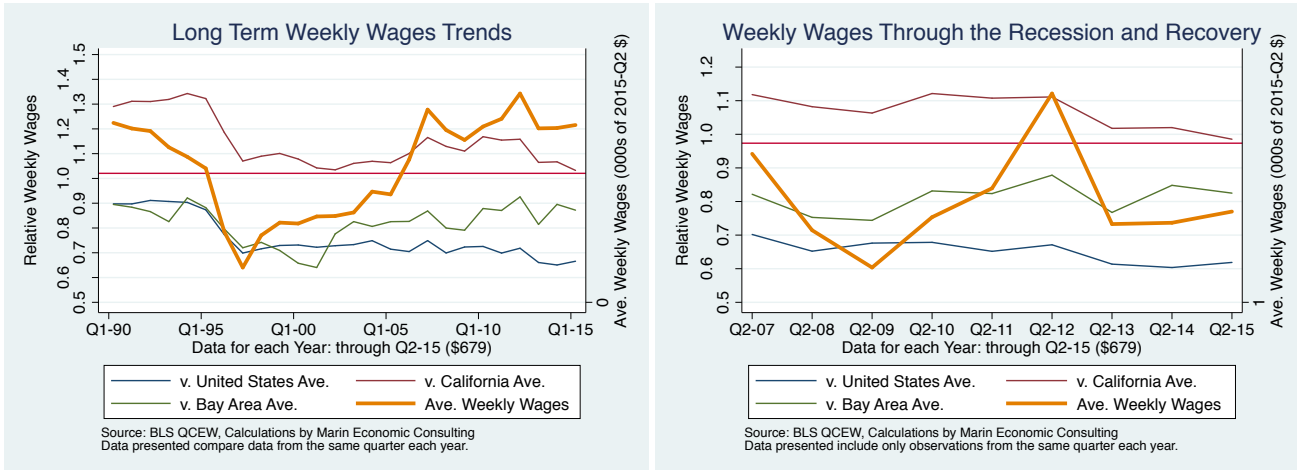 Long Term Weekly Wages Trends
Relative Weekly Wages
1.5
1.4
1.3
1.2
1.1
1.0
0.9
0.8
0.7
0.6
0.5
0
Ave. Weekly Wages (000s of 2015-Q2 $)
Q1-90 Q1-95 Q1-00 Q1-05 Q1-10 Q1-15
Data for each Year: through Q2-15 ($679)
v. United States Ave. v. California Ave.
v. Bay Area Ave. Ave. Weekly Wages
Source: BLS QCEW, Calculations by Marin Economic Consulting
Data presented compare data from the same quarter each year.
Weekly Wages Through the Recession and Recovery
Relative Weekly Wages
1.2
1.1
1.0
0.9
0.8
0.7
0.6
0.5
1
Ave. Weekly Wages (000s of 2015-Q2 $)
Q2-07 Q2-08 Q2-09 Q2-10 Q2-11 Q2-12 Q2-13 Q2-14 Q2-15
Data for each Year: through Q2-15 ($679)
v. United States Ave. v. California Ave.
v. Bay Area Ave. Ave. Weekly Wages
Source: BLS QCEW, Calculations by Marin Economic Consulting
Data presented include only observations from the same quarter each year.